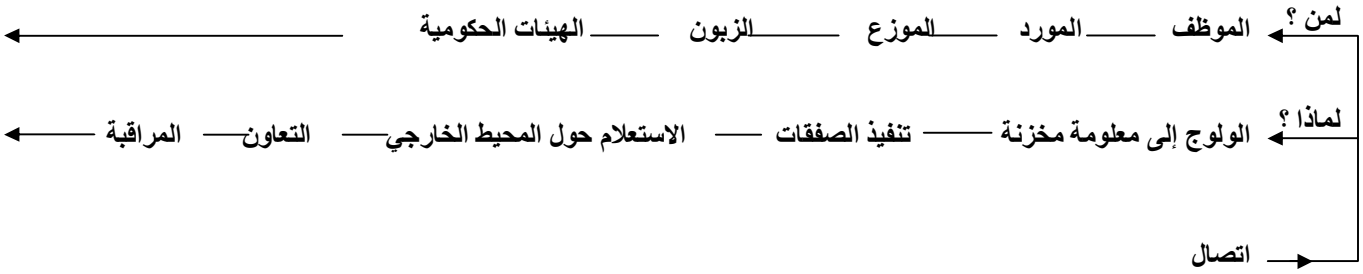 لمن ؟
الموظف المورد الموزع الزبون الهيئات الحكومية
لماذا ؟
الولوج إلى معلومة مخزنة تنفيذ الصفقات الاستعلام حول المحيط الخارجي التعاون المراقبة
اتصال